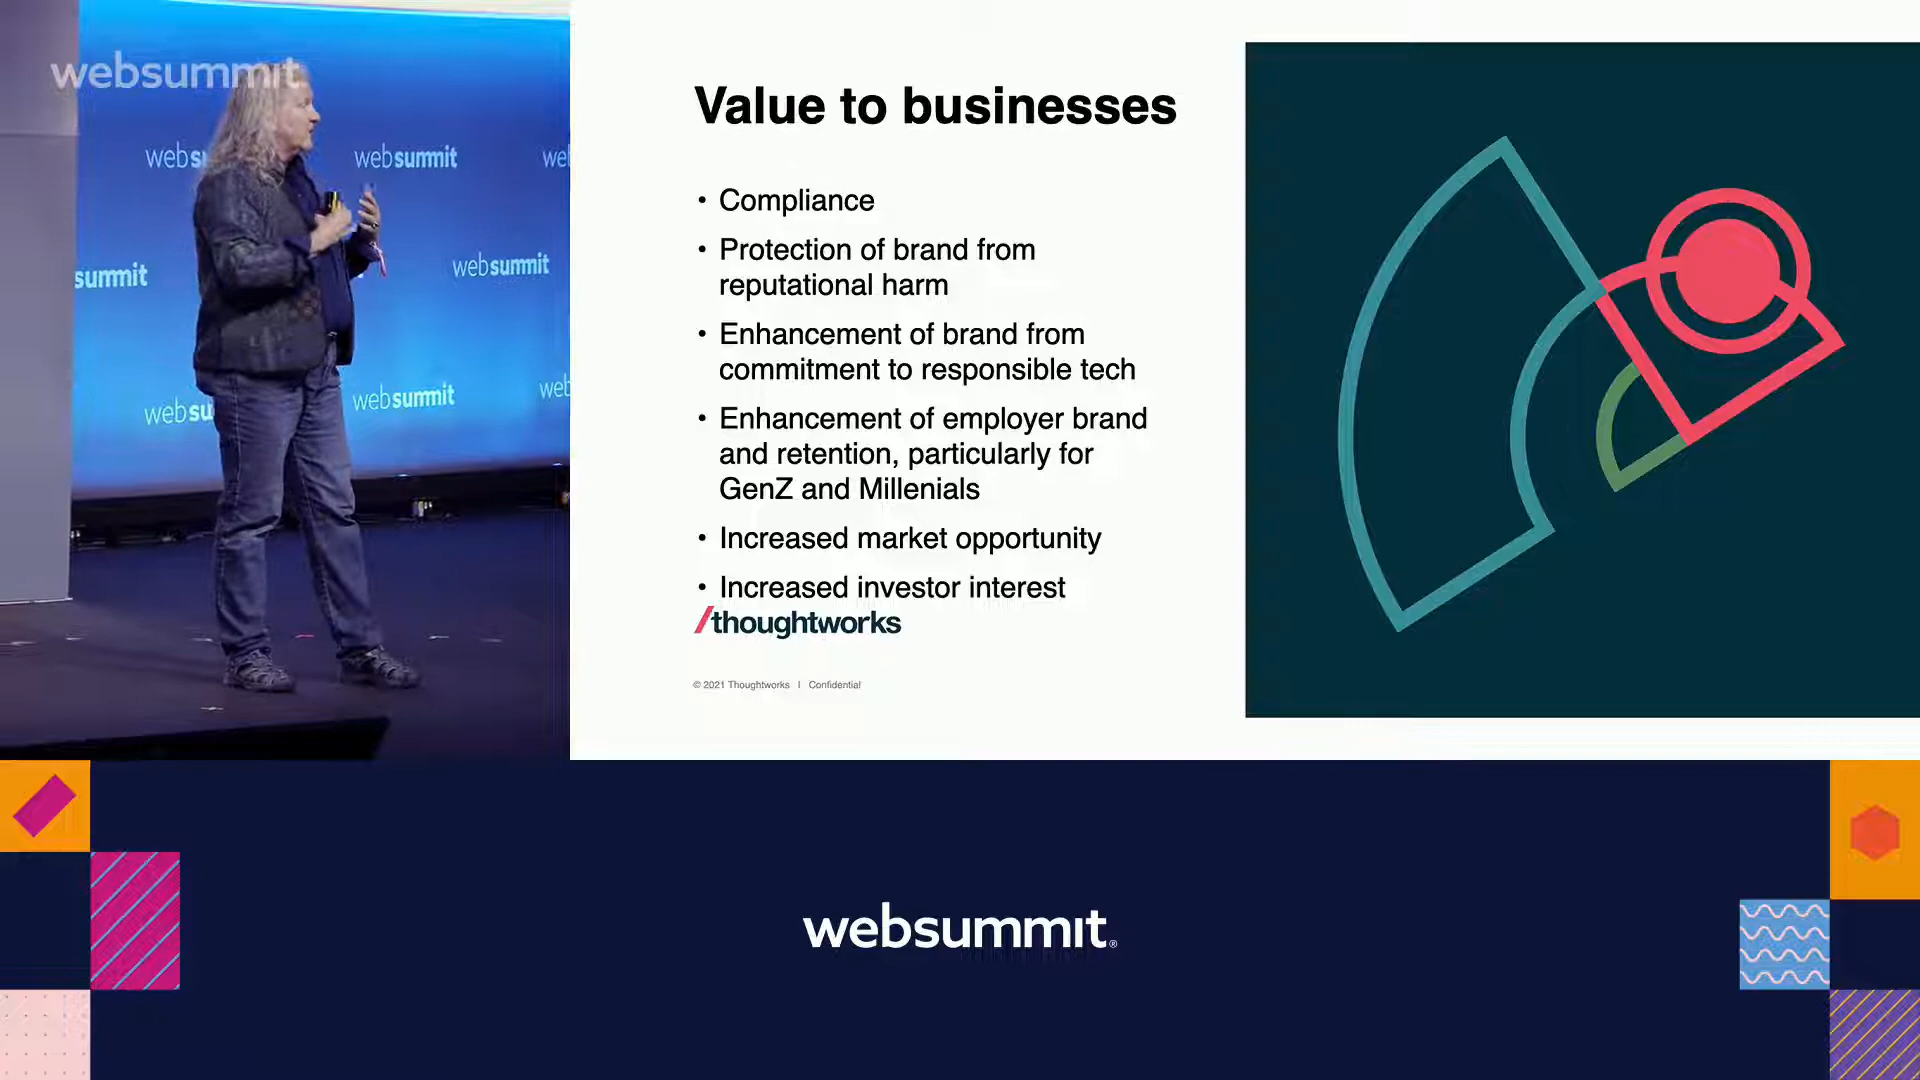 websummit
websummit
summit
websummit
websummit
Value to businesses
• Compliance
• Protection of brand from
reputational harm
• Enhancement of brand from
commitment to responsible tech
• Enhancement of employer brand
and retention, particularly for
GenZ and Millenials
• Increased market opportunity
• Increased investor interest
/thoughtworks
© 2021 Thoughtworks | Confidential
websummit®